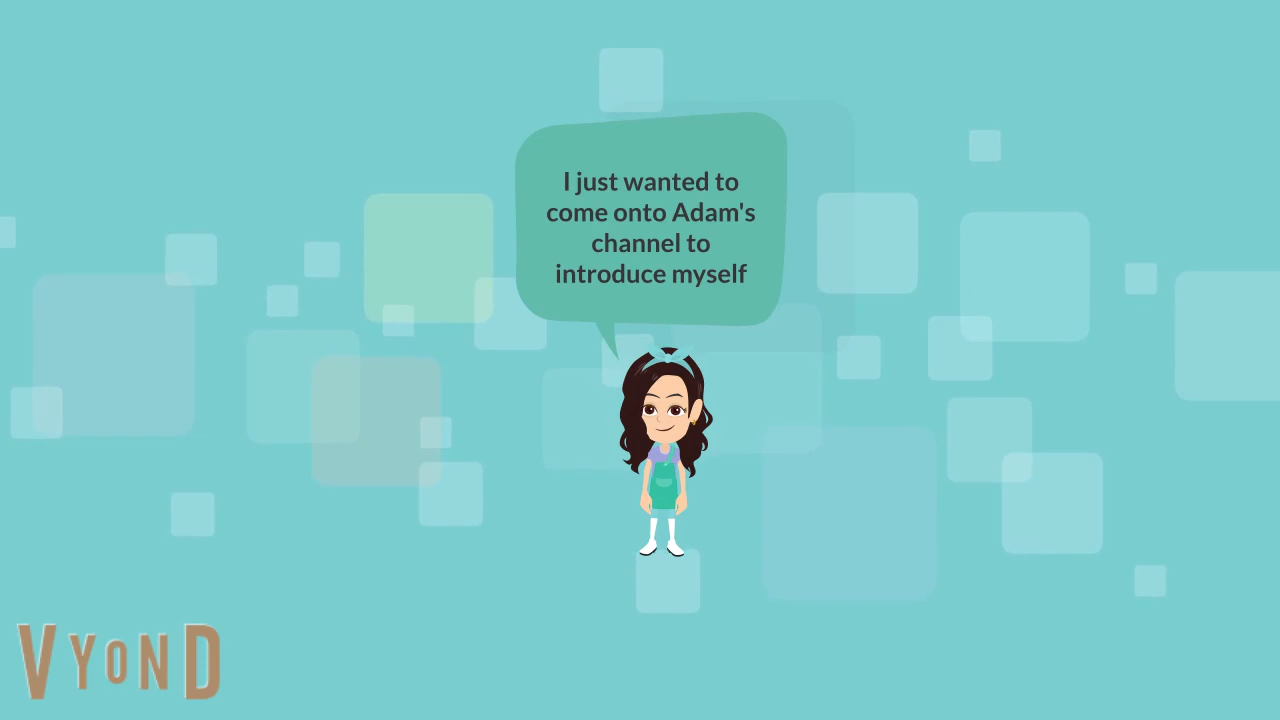 I just wanted to
come onto Adam's
channel to
introduce myself
VYOND